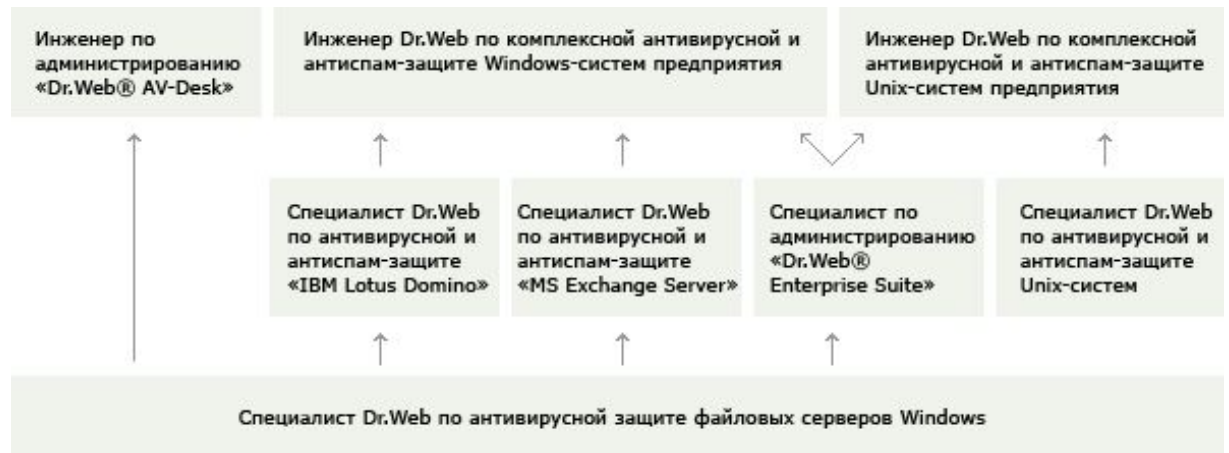 Инженер по
администрированию
«Dr.Web® AV-Desk»
Инженер Dr.Web по комплексной антивирусной и
антиспам-защите Windows-систем предприятия
Инженер Dr.Web по комплексной
антивирусной и антиспам-защите
Unix-систем предприятия
Специалист Dr.Web
по антивирусной и
антиспам-защите
«IBM Lotus Domino»
Специалист Dr.Web
по антивирусной и
антиспам-защите
«MS Exchange Server»
Специалист по
администрированию
«Dr.Web®
Enterprise Suite»
Специалист Dr.Web
по антивирусной и
антиспам-защите
Unix-систем
Специалист Dr.Web по антивирусной защите файловых серверов Windows